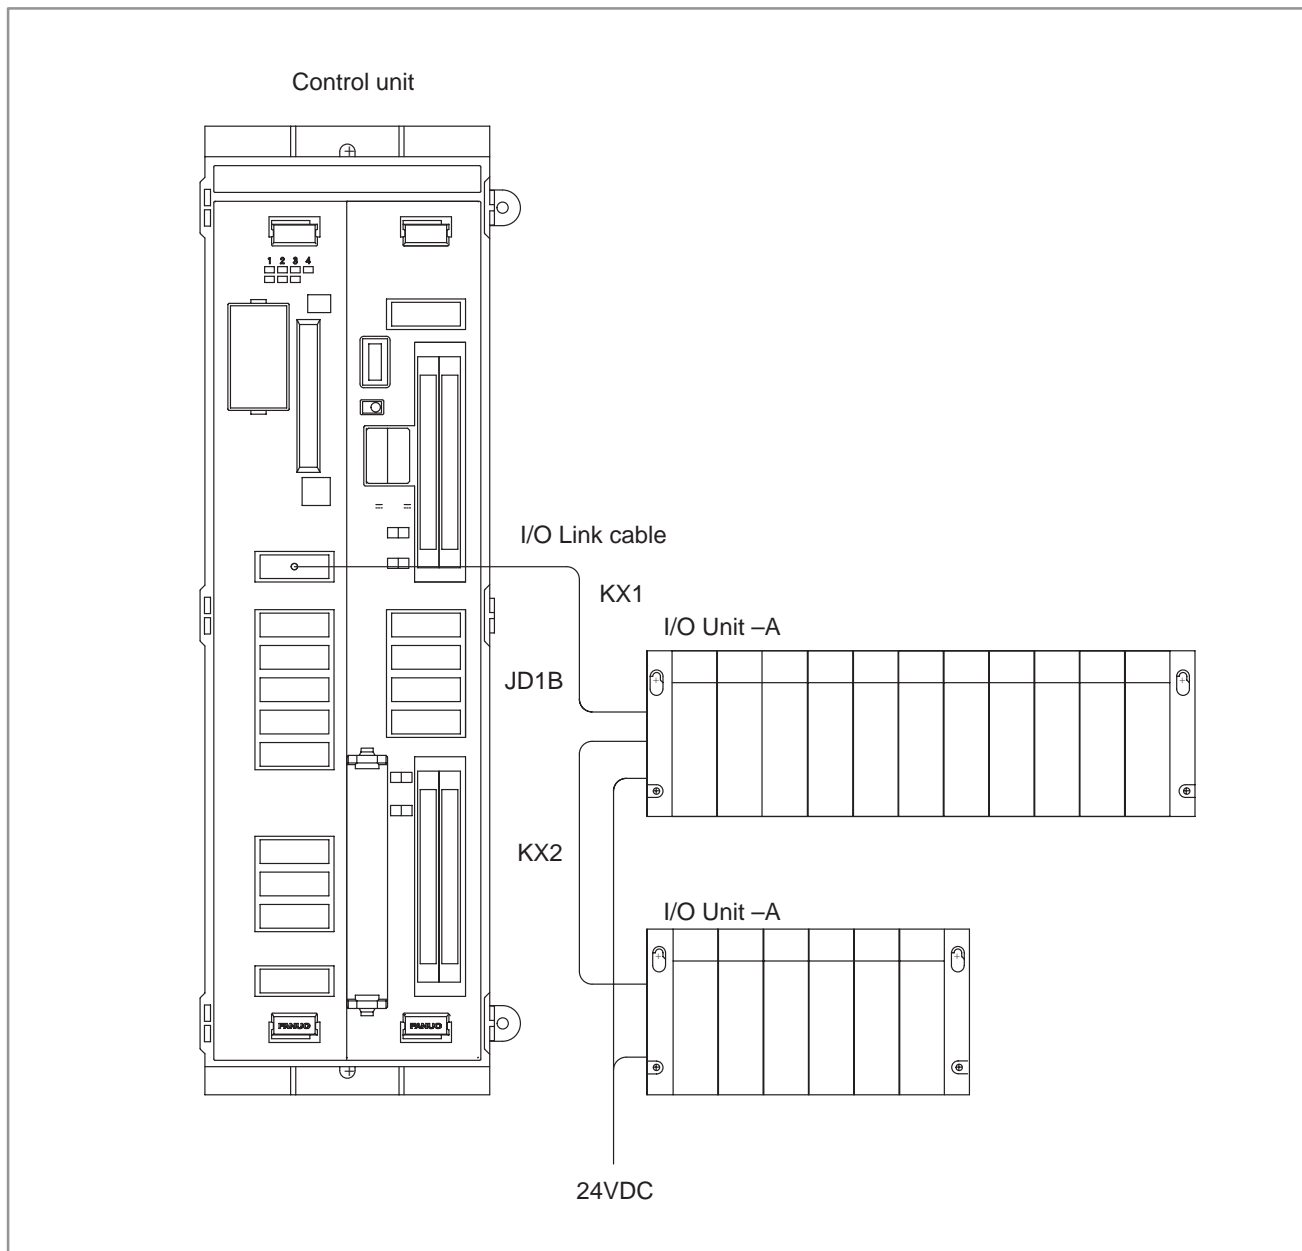 Control unit
1 2 3 4
I/O Link cable
KX1
I/O Unit –A
JD1B
KX2
I/O Unit –A
FANUC FANUC
24VDC